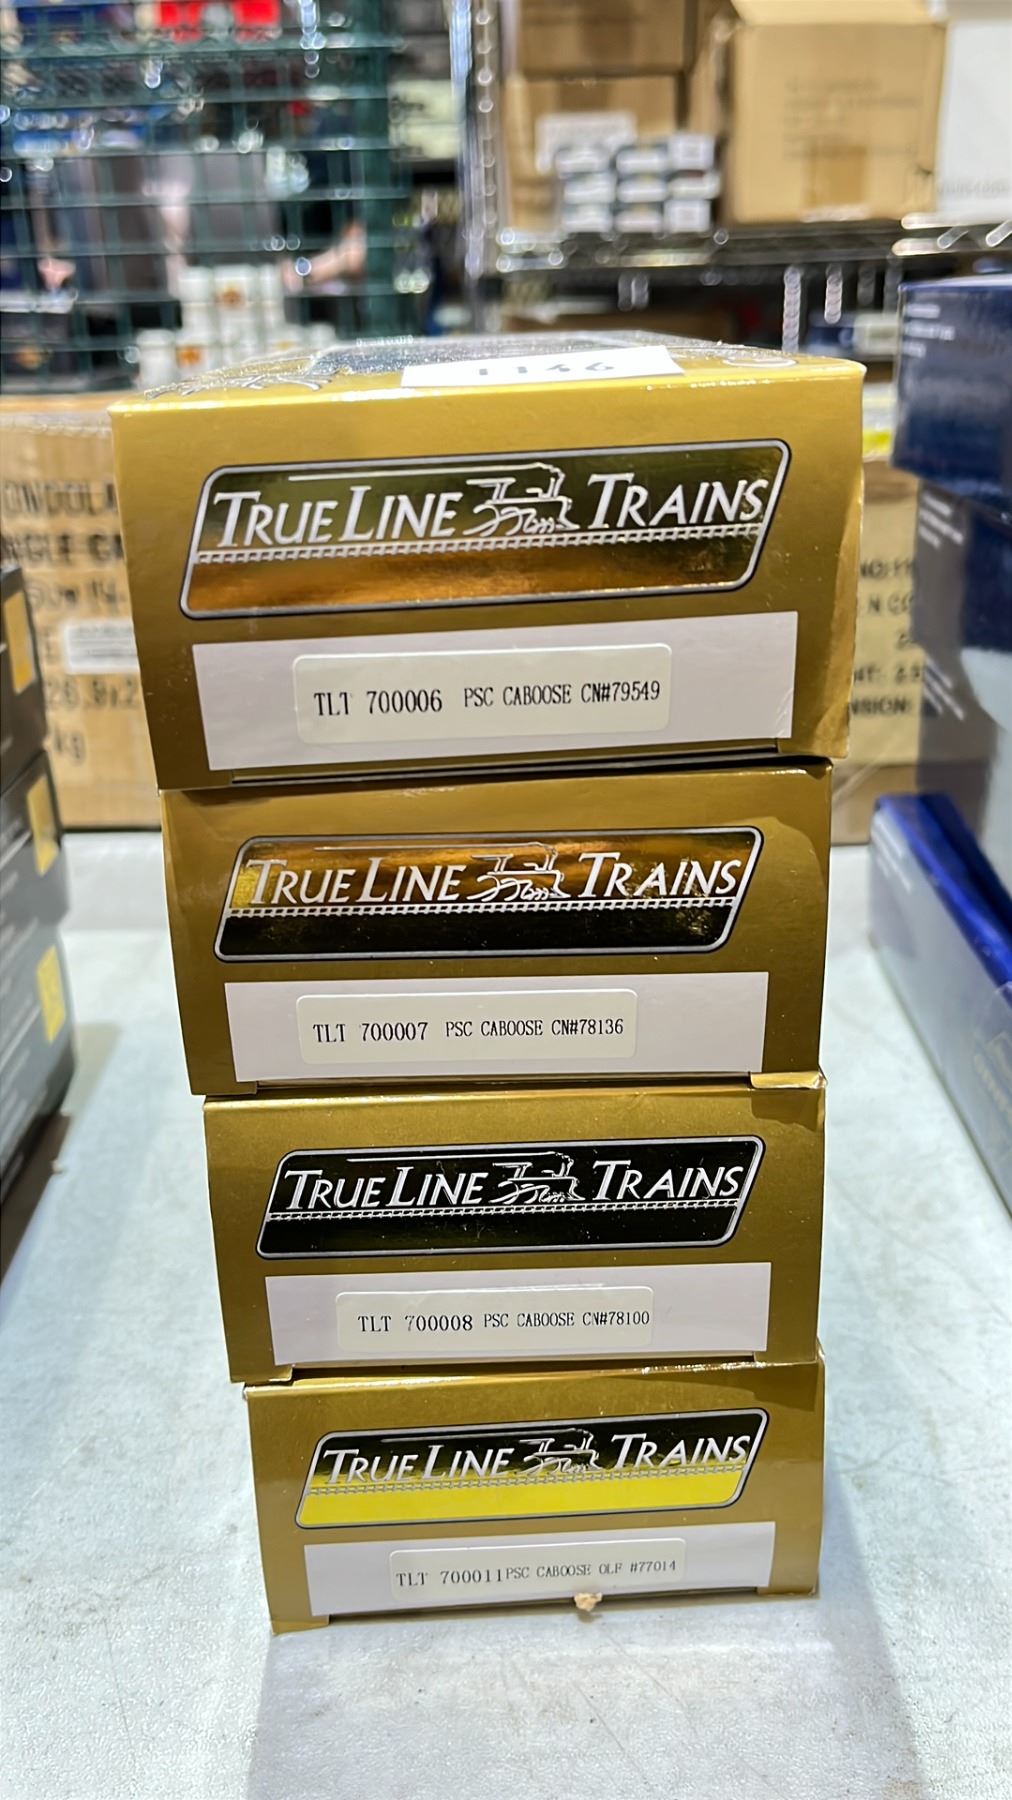 1146
TRUE LINE TRAINS
TLT 700006 PSC CABOOSE CN#79549
TRUE LINE TRAINS
TLT 700007 PSC CABOOSE CN#78136
TRUE LINE TRAINS
TLT 700008 PSC CABOOSE CN#78100
TRUE LINE TRAINS
TLT 700011 PSC CABOOSE OLF #77014